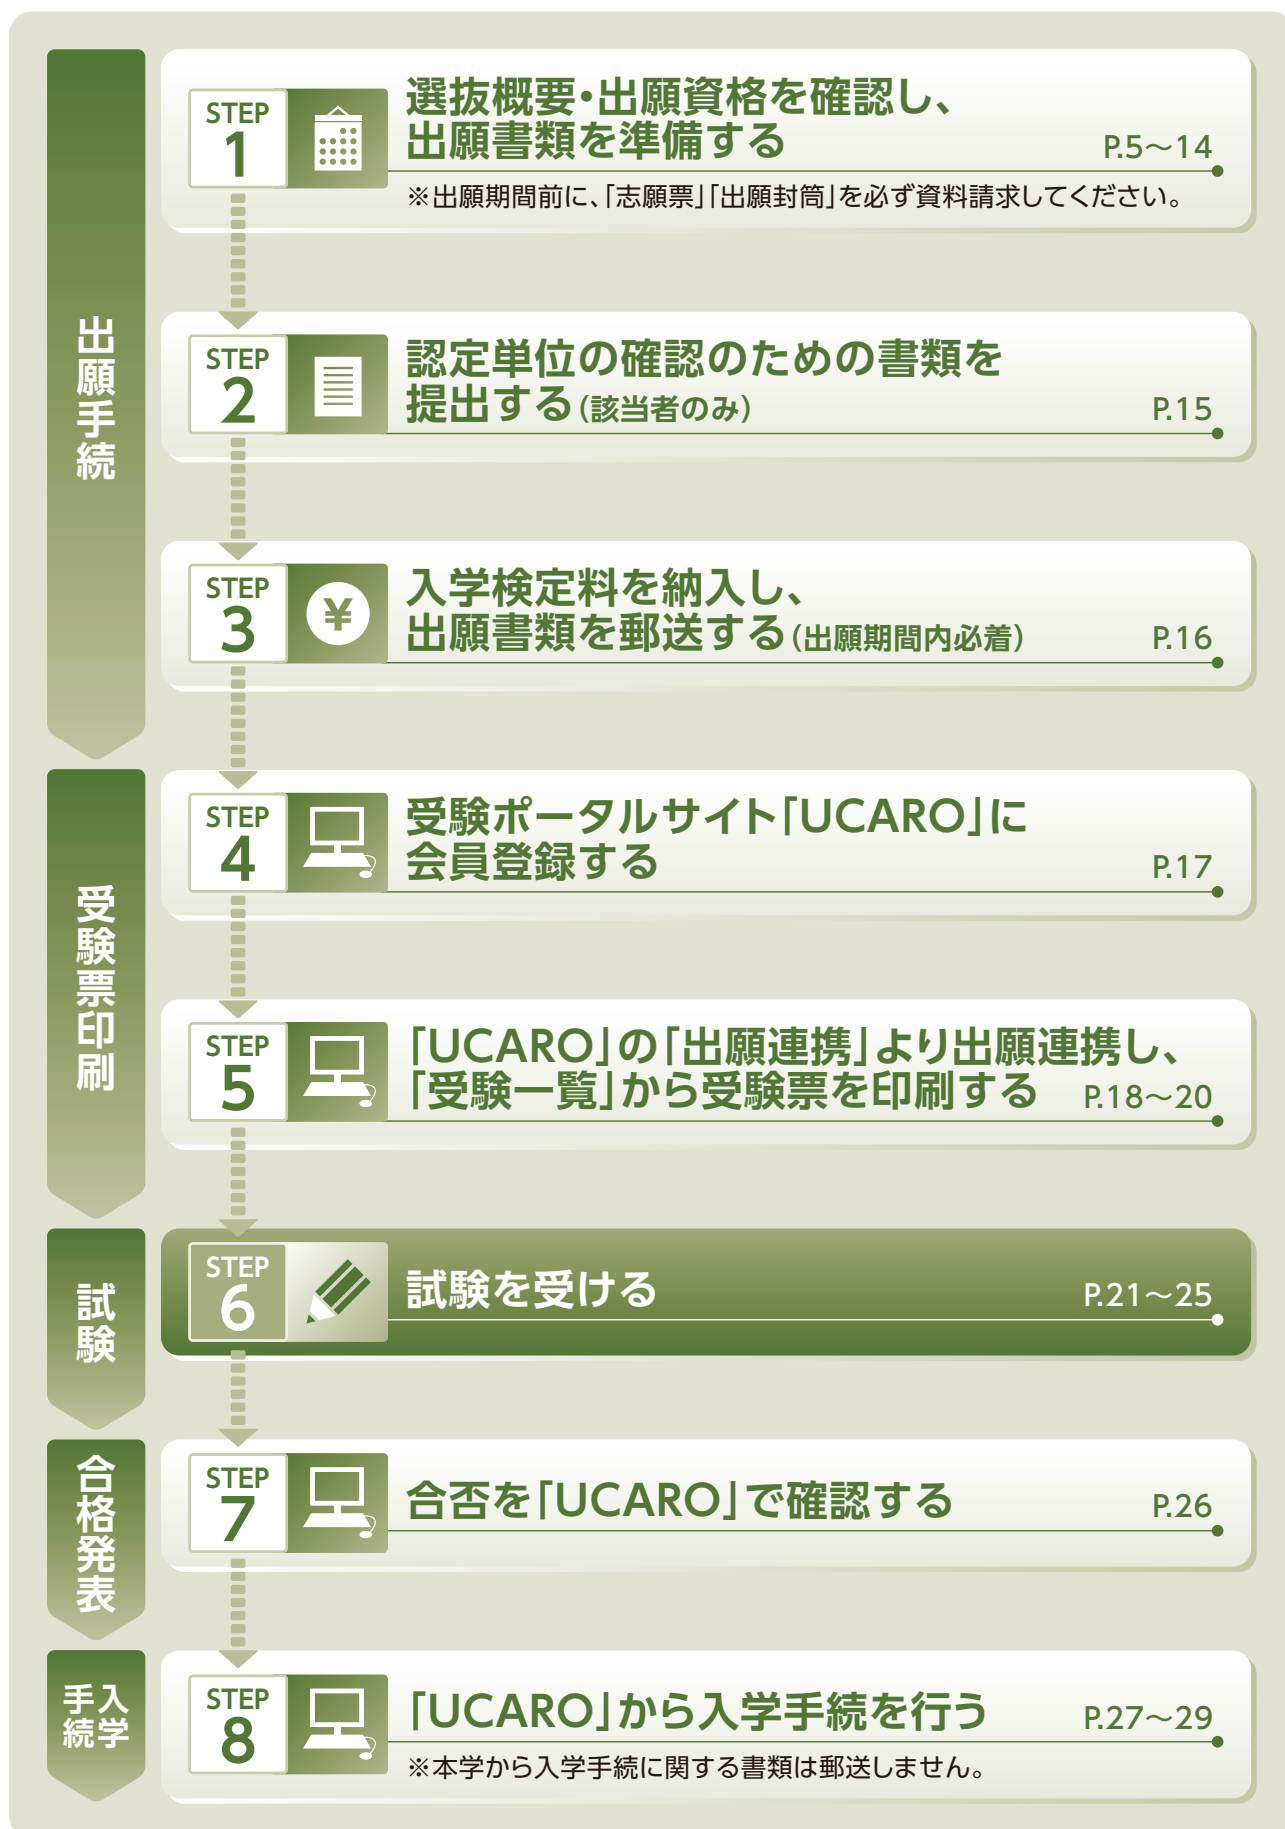 出願手続
STEP
1
選抜概要・出願資格を確認し、
出願書類を準備する
P.5〜14
※出願期間前に、「志願票」「出願封筒」を必ず資料請求してください。
STEP
2
認定単位の確認のための書類を
提出する（該当者のみ）
P.15
STEP
3
¥
入学検定料を納入し、
出願書類を郵送する（出願期間内必着）
P.16
受験票印刷
STEP
4
受験ポータルサイト「UCARO」に
会員登録する
P.17
STEP
5
「UCARO」の「出願連携」より出願連携し、
「受験一覧」から受験票を印刷する
P.18〜20
試験
STEP
6
試験を受ける
P.21〜25
合格発表
STEP
7
合否を「UCARO」で確認する
P.26
入学
手続
STEP
8
「UCARO」から入学手続を行う
P.27〜29
※本学から入学手続に関する書類は郵送しません。